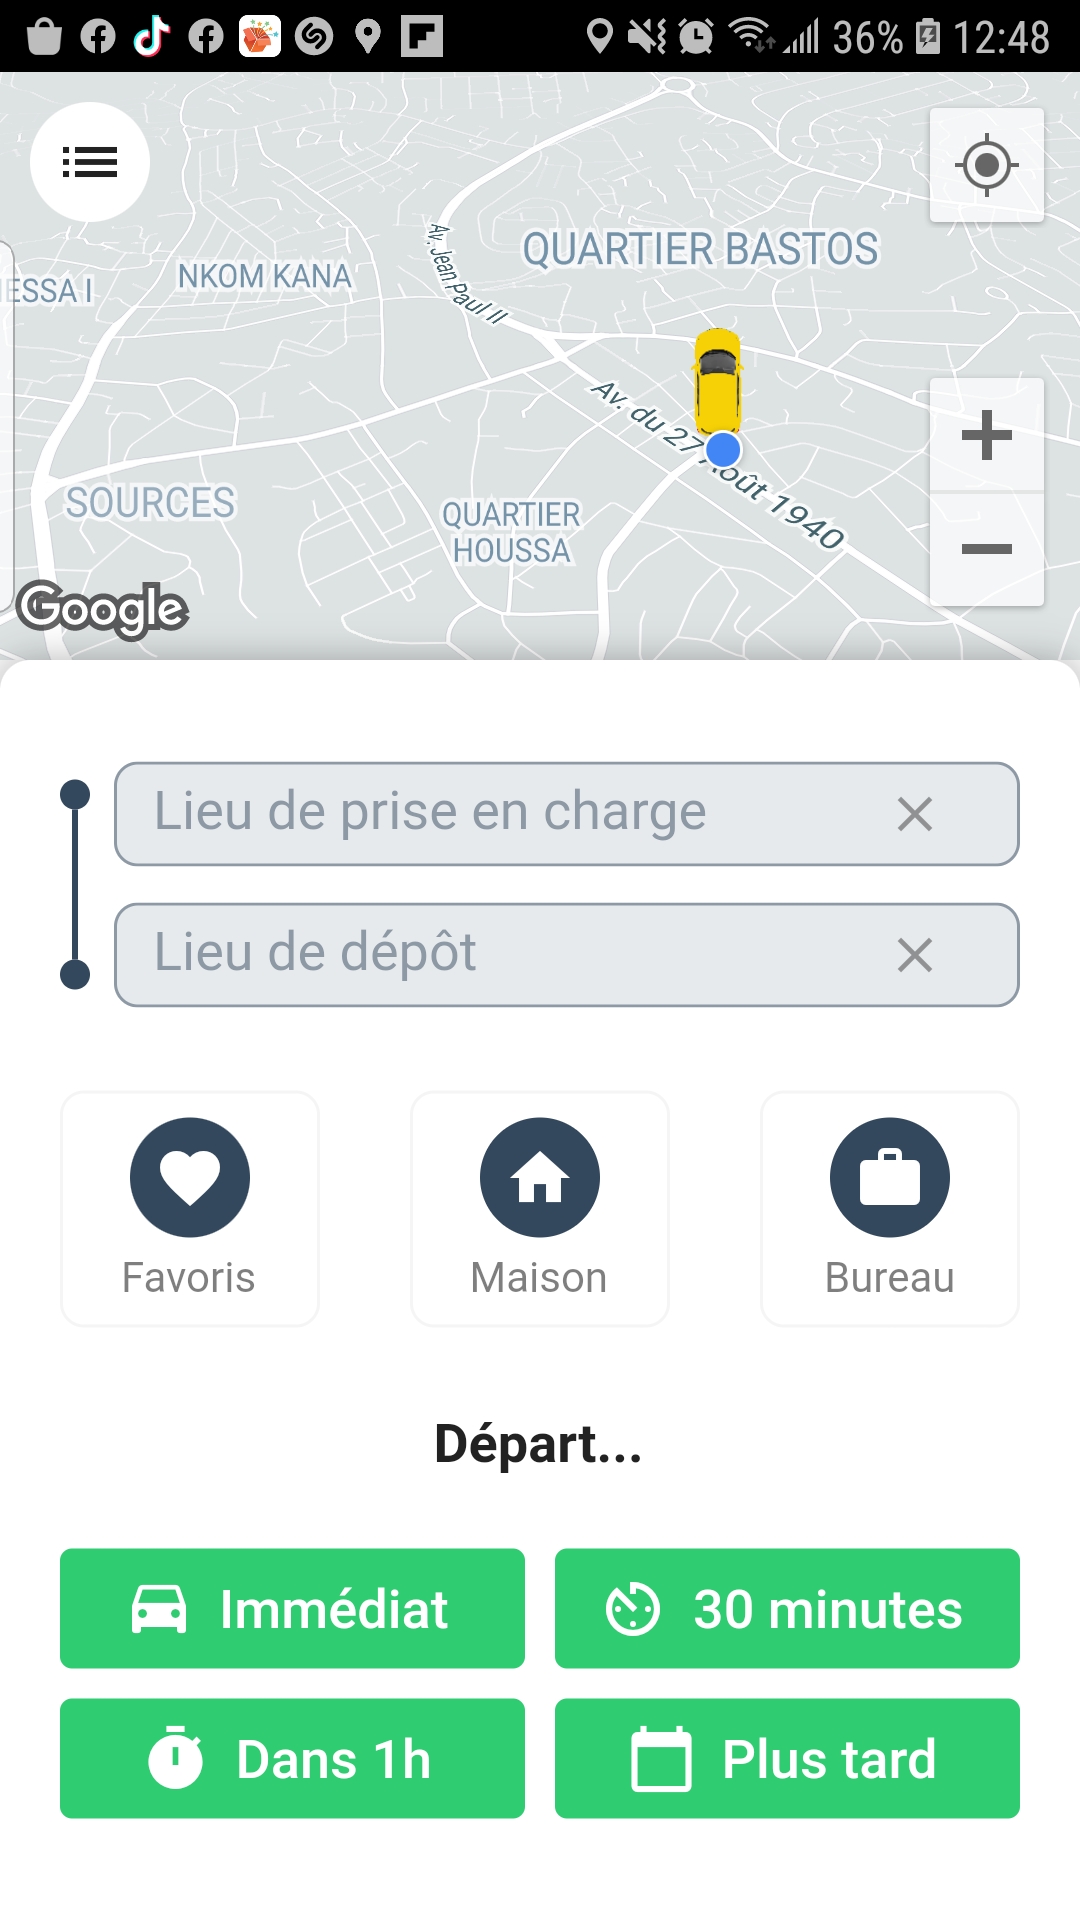 36% 12:48
QUARTIER BASTOS
NKOM KANA
ESSA I
Av. Jean Paul II
Av. du 27 Août 1940
SOURCES
QUARTIER
HOUSSA
Google
Lieu de prise en charge
Lieu de dépôt
Favoris
Maison
Bureau
Départ...
Immédiat
30 minutes
Dans 1h
Plus tard